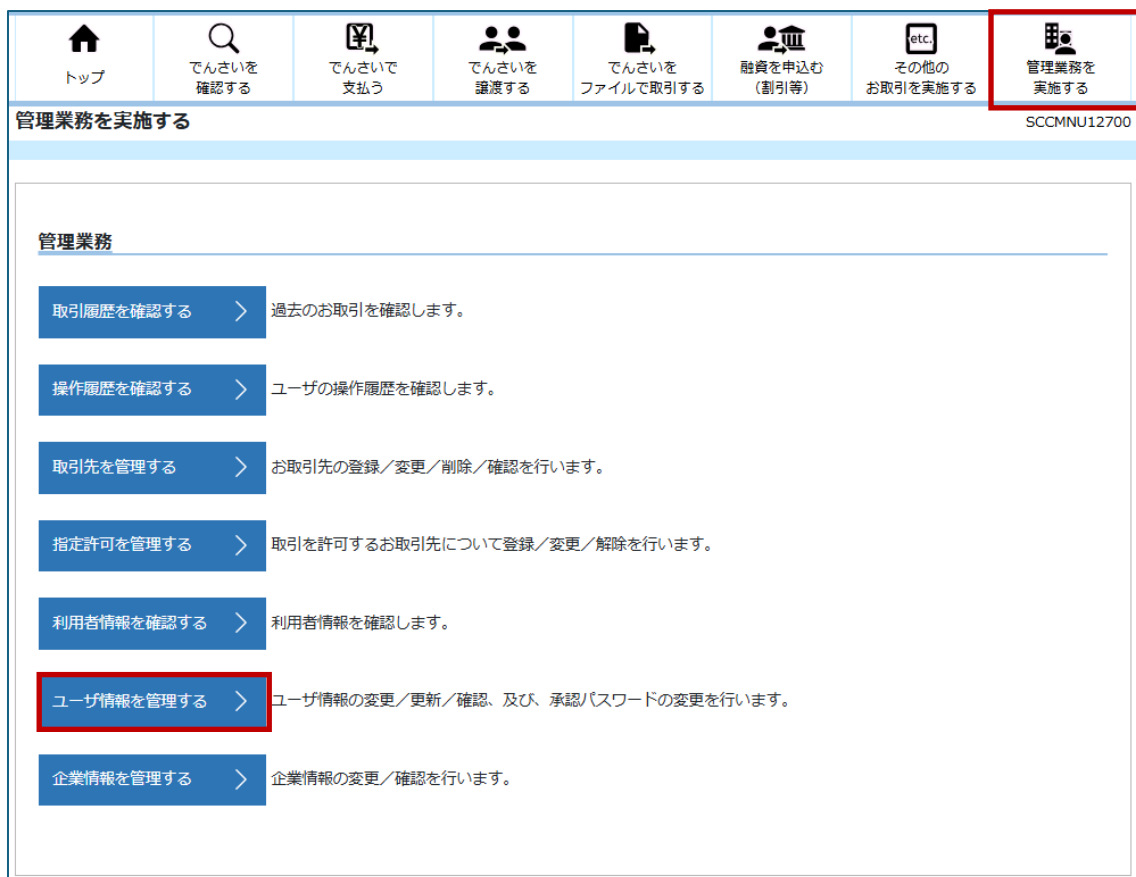 トップ
でんさいを
確認する
でんさいで
支払う
でんさいを
譲渡する
でんさいを
ファイルで取引する
融資を申込む
(割引等)
etc.
その他の
お取引を実施する
管理業務を
実施する
管理業務を実施する SCCMNU12700
管理業務
取引履歴を確認する 過去のお取引を確認します。
操作履歴を確認する ユーザの操作履歴を確認します。
取引先を管理する お取引先の登録／変更／削除／確認を行います。
指定許可を管理する 取引を許可するお取引先について登録／変更／解除を行います。
利用者情報を確認する 利用者情報を確認します。
ユーザ情報を管理する ユーザ情報の変更／更新／確認、及び、承認パスワードの変更を行います。
企業情報を管理する 企業情報の変更／確認を行います。